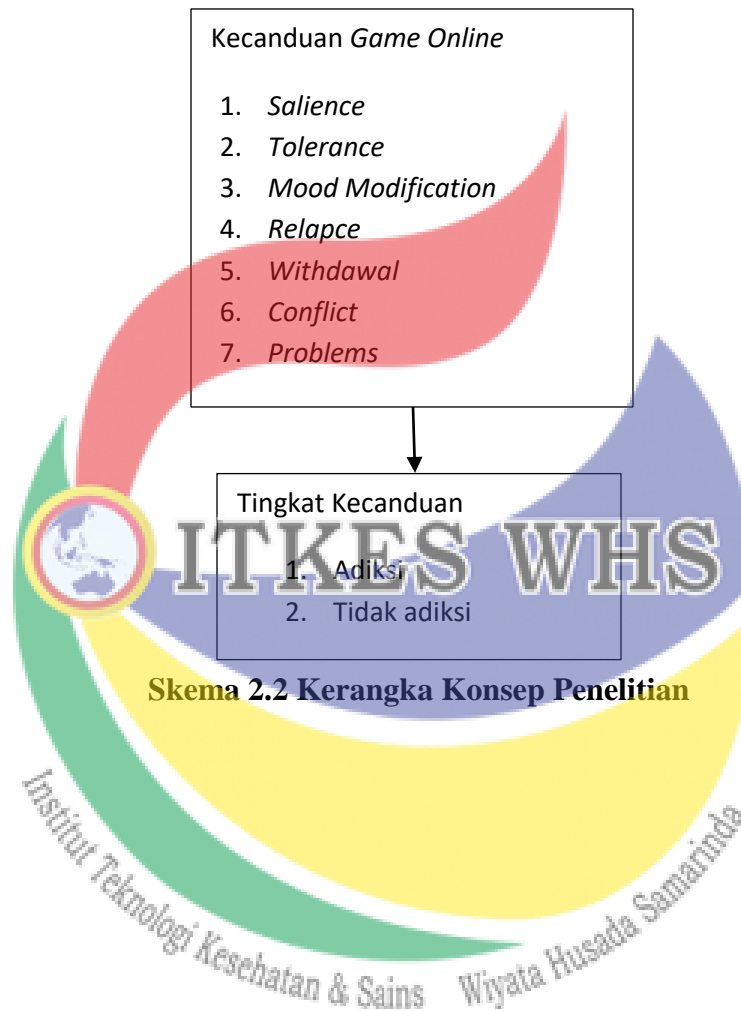 Kecanduan Game Online
1. Salience
2. Tolerance
3. Mood Modification
4. Relapce
5. Withdawal
6. Conflict
7. Problems
Tingkat Kecanduan
ITKES WHS
1. Adiksi
2. Tidak adiksi
Skema 2.2 Kerangka Konsep Penelitian
Institut Teknologi Kesehatan & Sains Wiyata Husada Samarinda